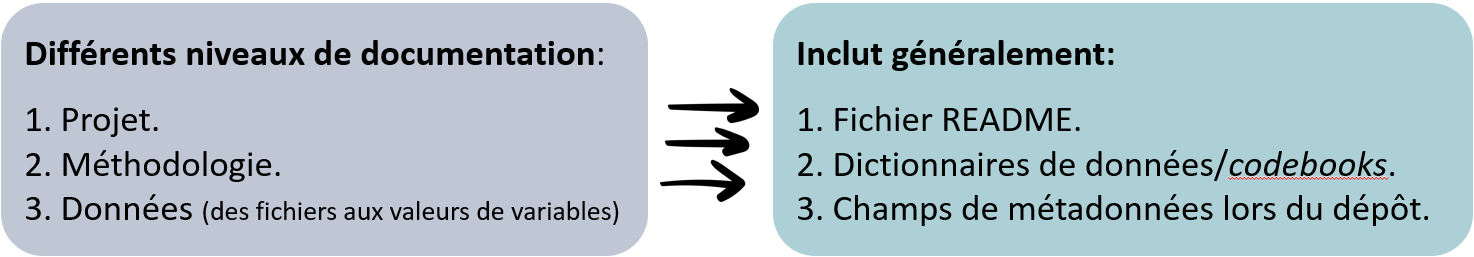 Différents niveaux de documentation:
1. Projet.
2. Méthodologie.
3. Données (des fichiers aux valeurs de variables)
Inclut généralement:
1. Fichier README.
2. Dictionnaires de données/codebooks.
3. Champs de métadonnées lors du dépôt.